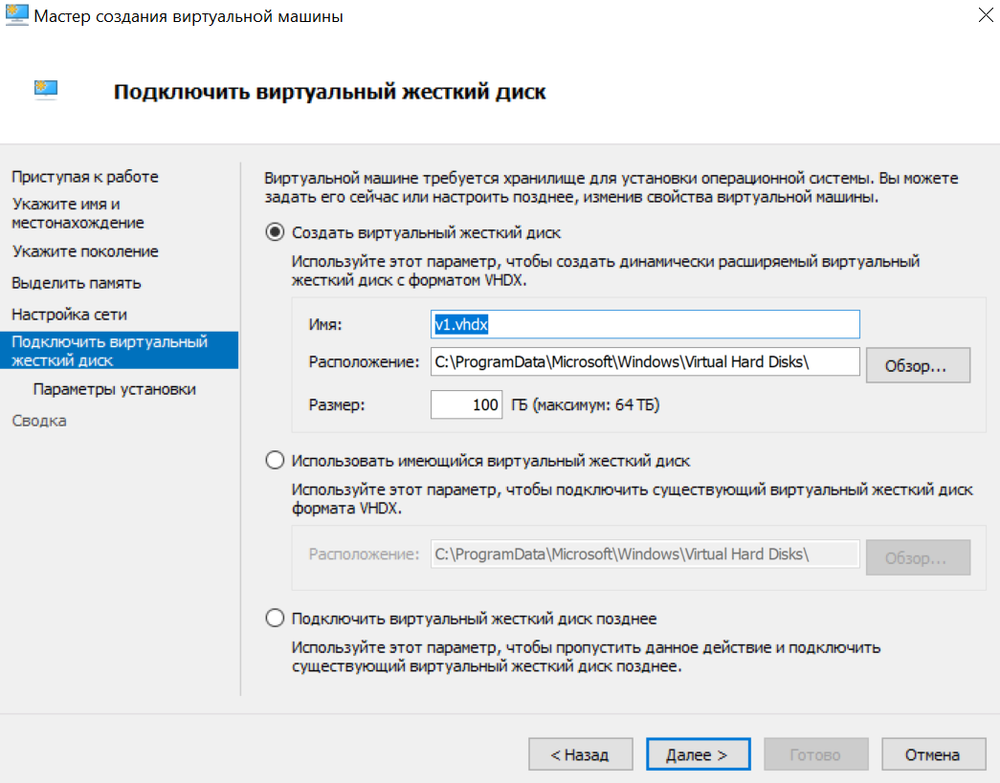 Мастер создания виртуальной машины
Подключить виртуальный жесткий диск
Приступая к работе
Укажите имя и
местонахождение
Укажите поколение
Выделить память
Настройка сети
Подключить виртуальный
жесткий диск
Параметры установки
Сводка
Виртуальной машине требуется хранилище для установки операционной системы. Вы можете
задать его сейчас или настроить позднее, изменив свойства виртуальной машины.
Создать виртуальный жесткий диск
Используйте этот параметр, чтобы создать динамически расширяемый виртуальный
жесткий диск с форматом VHDX.
Имя: v1.vhdx
Расположение: C:\ProgramData\Microsoft\Windows\Virtual Hard Disks\ Обзор...
Размер: 100 ГБ (максимум: 64 ТБ)
Использовать имеющийся виртуальный жесткий диск
Используйте этот параметр, чтобы подключить существующий виртуальный жесткий диск
формата VHDX.
Расположение: C:\ProgramData\Microsoft\Windows\Virtual Hard Disks\ Обзор...
Подключить виртуальный жесткий диск позднее
Используйте этот параметр, чтобы пропустить данное действие и подключить
существующий виртуальный жесткий диск позднее.
< Назад Далее > Готово Отмена